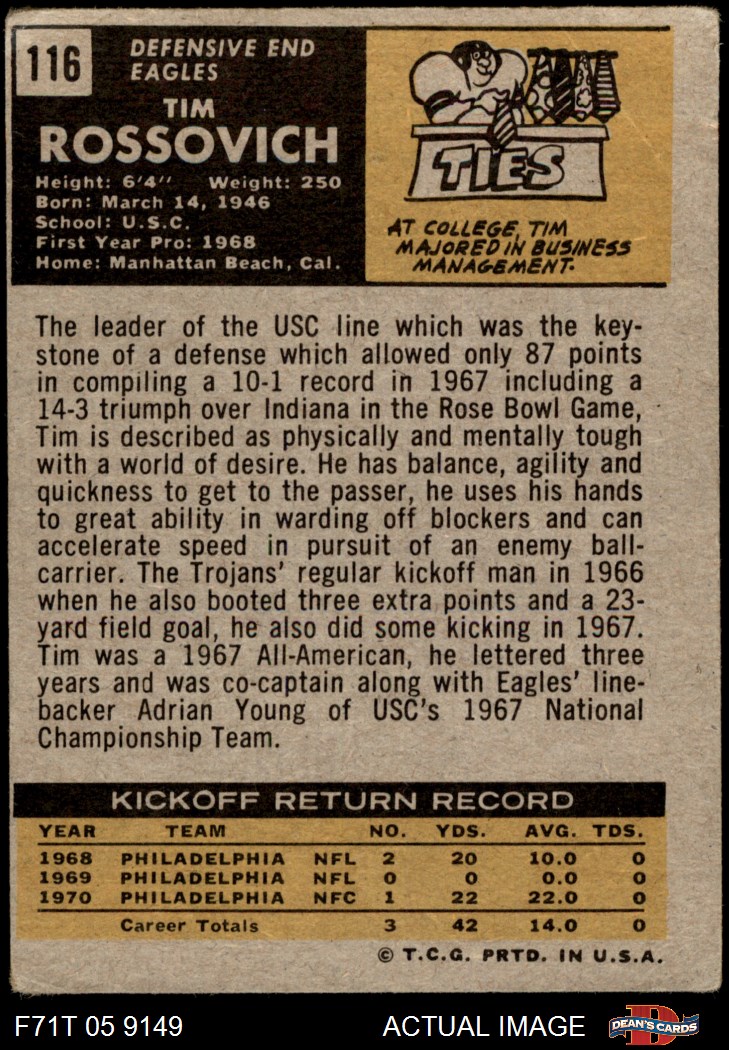 116
DEFENSIVE END
EAGLES
TIM
ROSSOVICH
Height: 6'4" Weight: 250
Born: March 14, 1946
School: U.S.C.
First Year Pro: 1968
Home: Manhattan Beach, Cal.
TIES
AT COLLEGE, TIM
MAJORED IN BUSINESS
MANAGEMENT.
The leader of the USC line which was the key-
stone of a defense which allowed only 87 points
in compiling a 10-1 record in 1967 including a
14-3 triumph over Indiana in the Rose Bowl Game,
Tim is described as physically and mentally tough
with a world of desire. He has balance, agility and
quickness to get to the passer, he uses his hands
to great ability in warding off blockers and can
accelerate speed in pursuit of an enemy ball-
carrier. The Trojans' regular kickoff man in 1966
when he also booted three extra points and a 23-
yard field goal, he also did some kicking in 1967.
Tim was a 1967 All-American, he lettered three
years and was co-captain along with Eagles' line-
backer Adrian Young of USC's 1967 National
Championship Team.
KICKOFF RETURN RECORD
YEAR TEAM NO. YDS. AVG. TDS.
1968 PHILADELPHIA NFL 2 20 10.0 0
1969 PHILADELPHIA NFL 0 0 0.0 0
1970 PHILADELPHIA NFC 1 22 22.0 0
Career Totals 3 42 14.0 0
© T.C.G. PRTD. IN U.S.A.
F71T 05 9149 ACTUAL IMAGE D DEAN'S CARDS